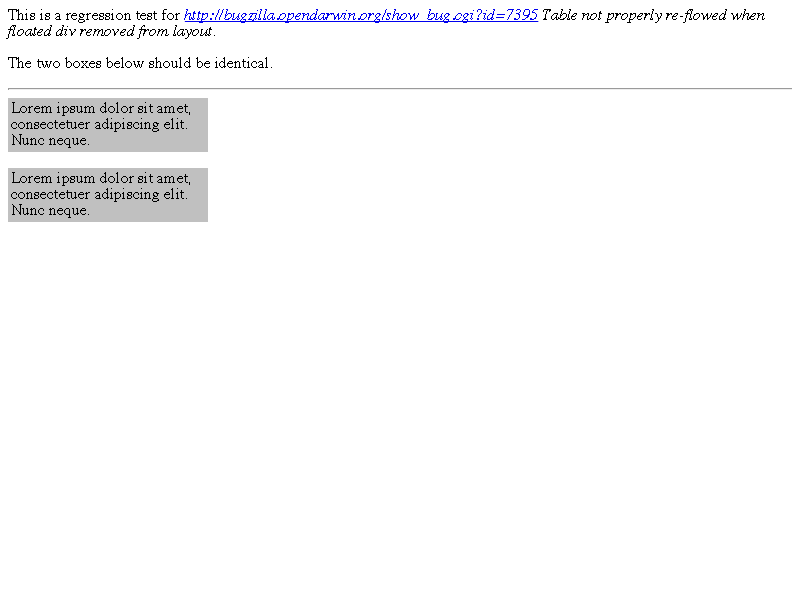 This is a regression test for http://bugzilla.opendarwin.org/show_bug.cgi?id=7395 Table not properly re-flowed when
floated div removed from layout.
The two boxes below should be identical.
Lorem ipsum dolor sit amet,
consectetuer adipiscing elit.
Nunc neque.
Lorem ipsum dolor sit amet,
consectetuer adipiscing elit.
Nunc neque.